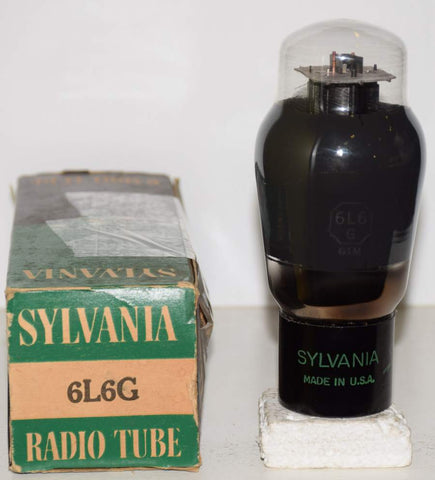 SYLVANIA
SYLVANIA
6L6G
RADIO TUBE
6L6
G
SYLVANIA
MADE IN U.S.A.